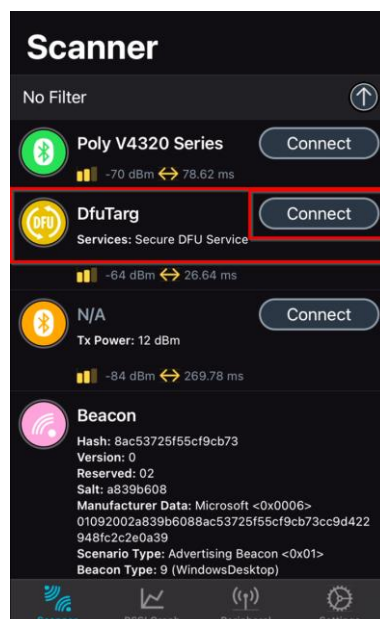 Scanner
No Filter
Poly V4320 Series
Connect
-70 dBm 78.62 ms
DFU
DfuTarg
Connect
Services: Secure DFU Service
-64 dBm 26.64 ms
N/A
Connect
Tx Power: 12 dBm
-84 dBm 269.78 ms
Beacon
Hash: 8ac53725f55cf9cb73
Version: 0
Reserved: 02
Salt: a839b608
Manufacturer Data: Microsoft <0x0006>
01092002a839b6088ac53725f55cf9cb73cc9d422
948fc2c2e0a39
Scenario Type: Advertising Beacon <0x01>
Beacon Type: 9 (WindowsDesktop)